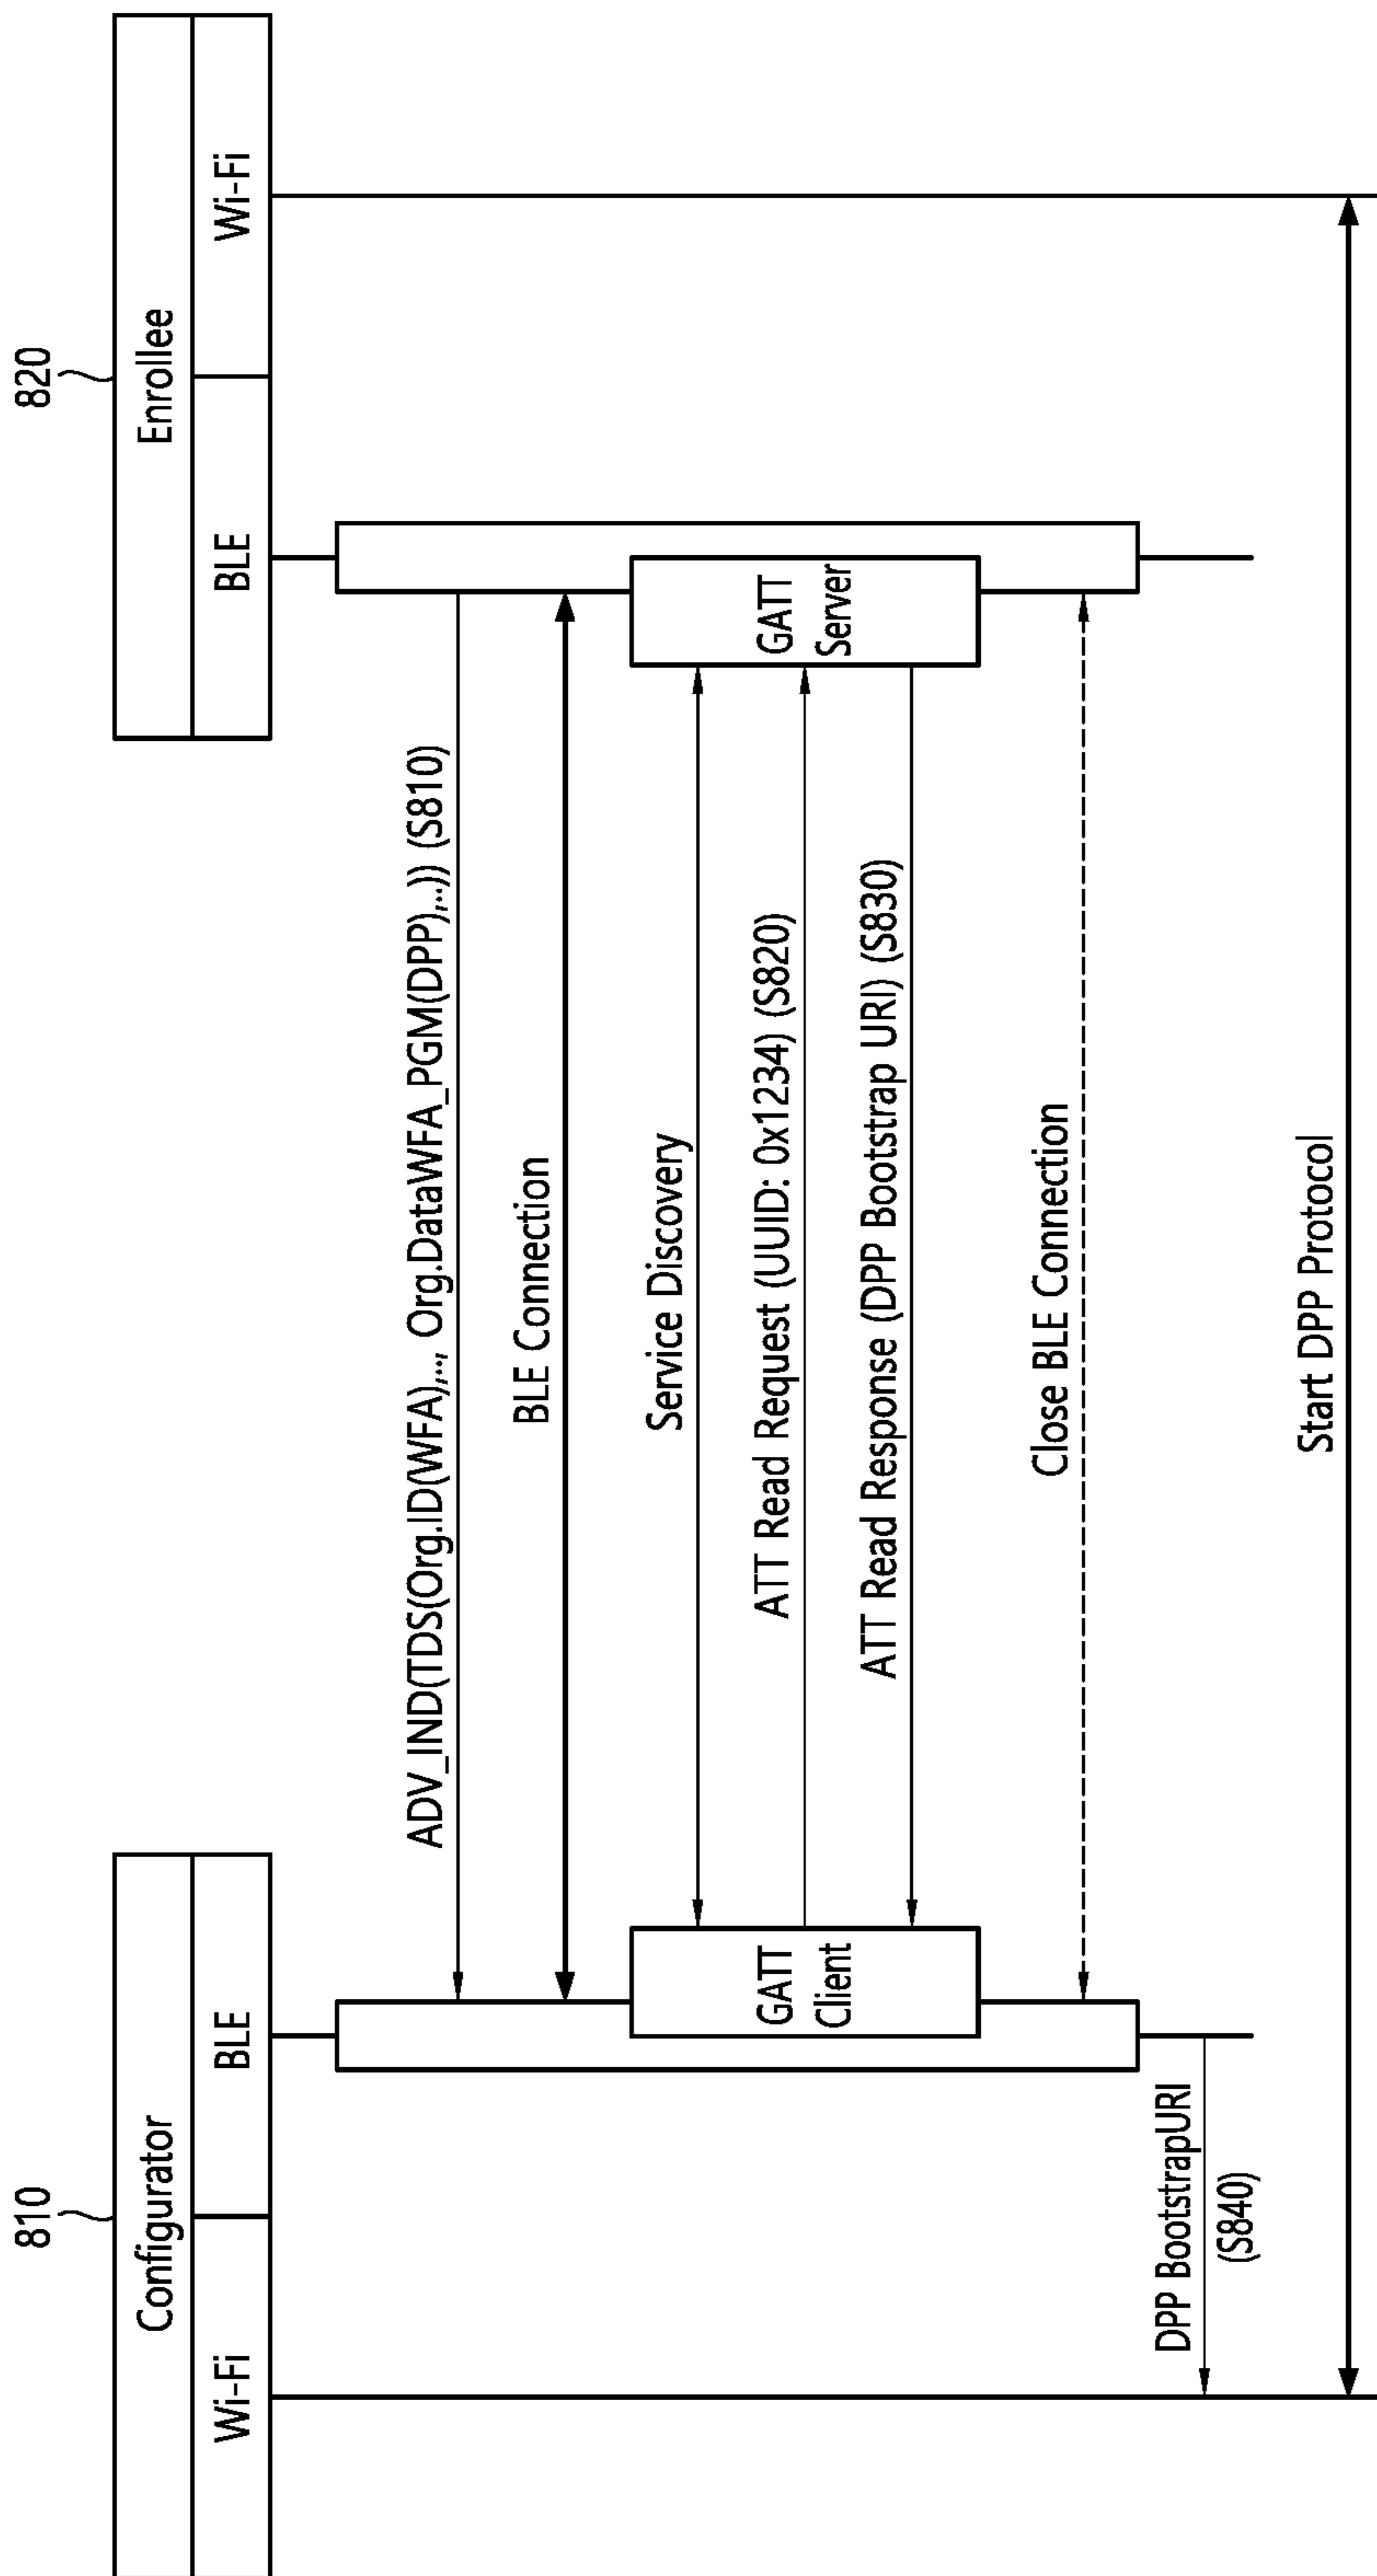 810
820
Configurator
Enrollee
Wi-Fi
BLE
BLE
Wi-Fi
ADV_IND(TDS(Org.ID(WFA),..., Org.DataWFA_PGM(DPP),...)) (S810)
BLE Connection
Service Discovery
GATT
Client
GATT
Server
ATT Read Request (UUID: 0x1234) (S820)
ATT Read Response (DPP Bootstrap URI) (S830)
Close BLE Connection
DPP BootstrapURI
(S840)
Start DPP Protocol